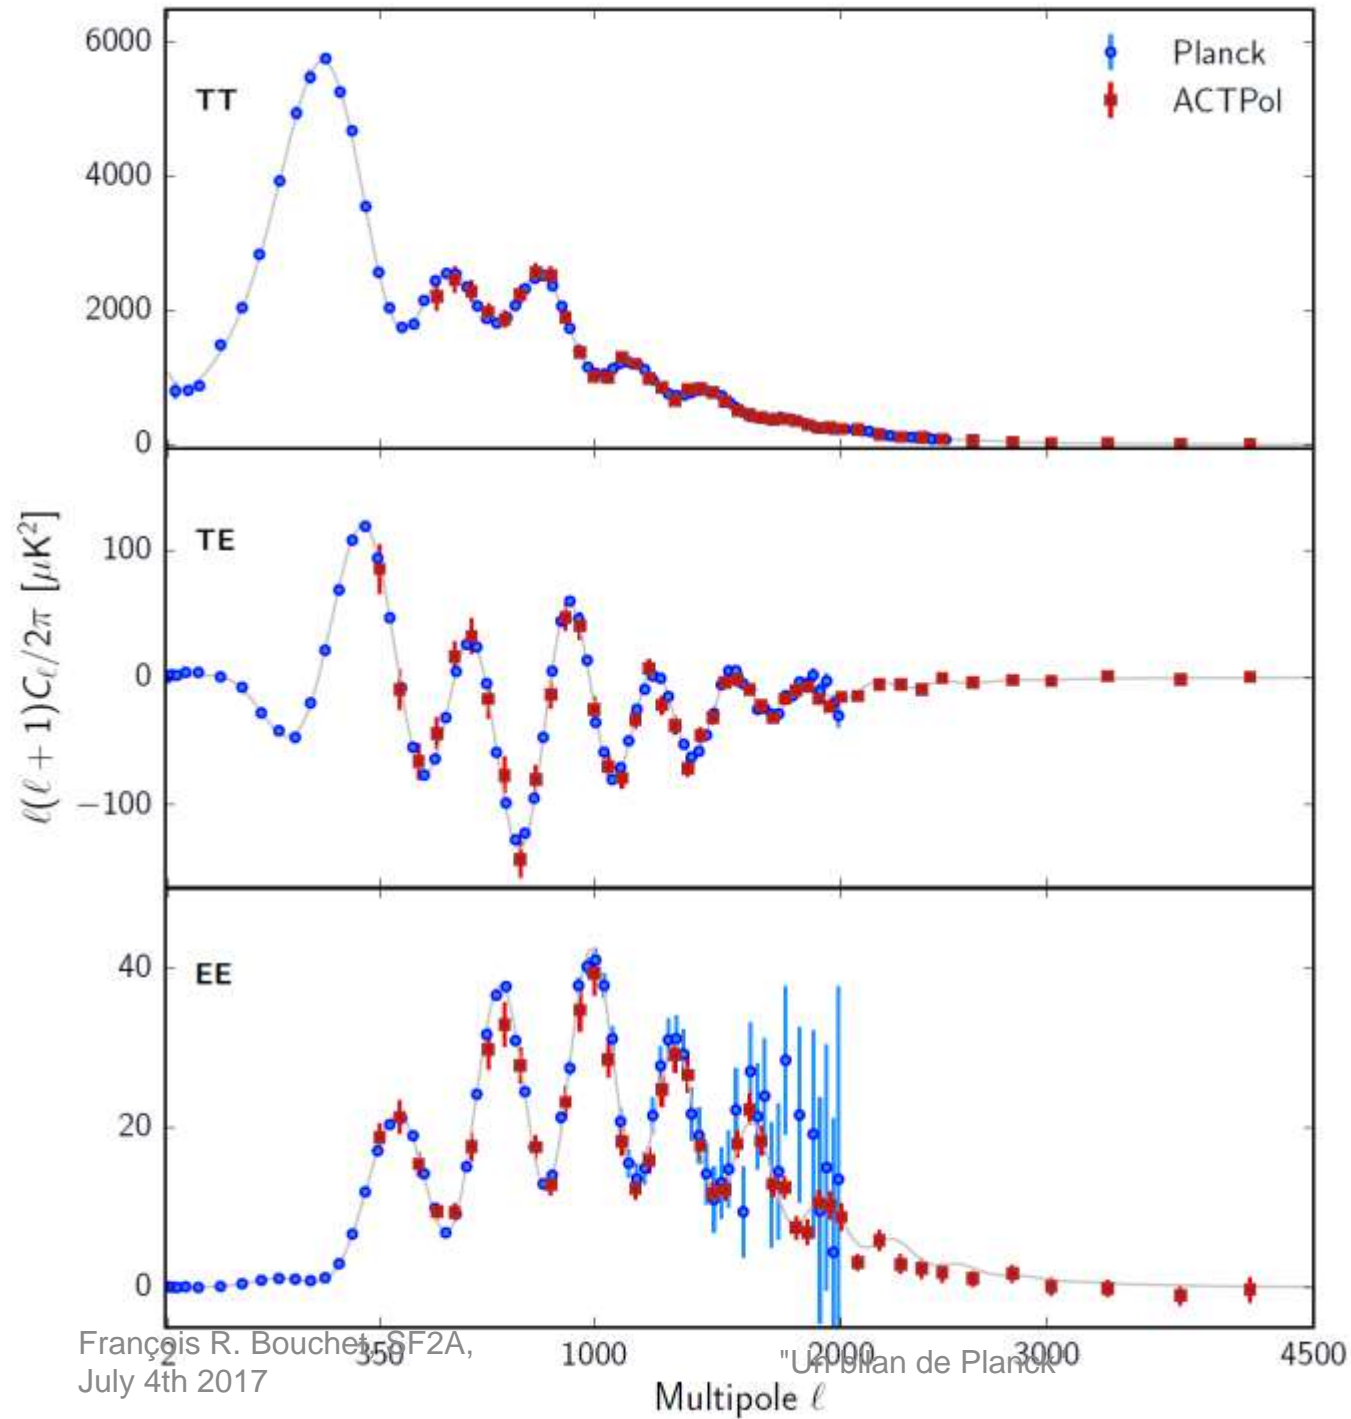 6000
4000
2000
0
TT
Planck
ACTPol
100
0
−100
TE
ℓ(ℓ + 1)Cℓ/2π [μK²]
40
20
0
EE
2 350 1000 2000 3000 4500
Multipole ℓ
François R. Bouchet, SF2A,
July 4th 2017
"Un bilan de Planck"